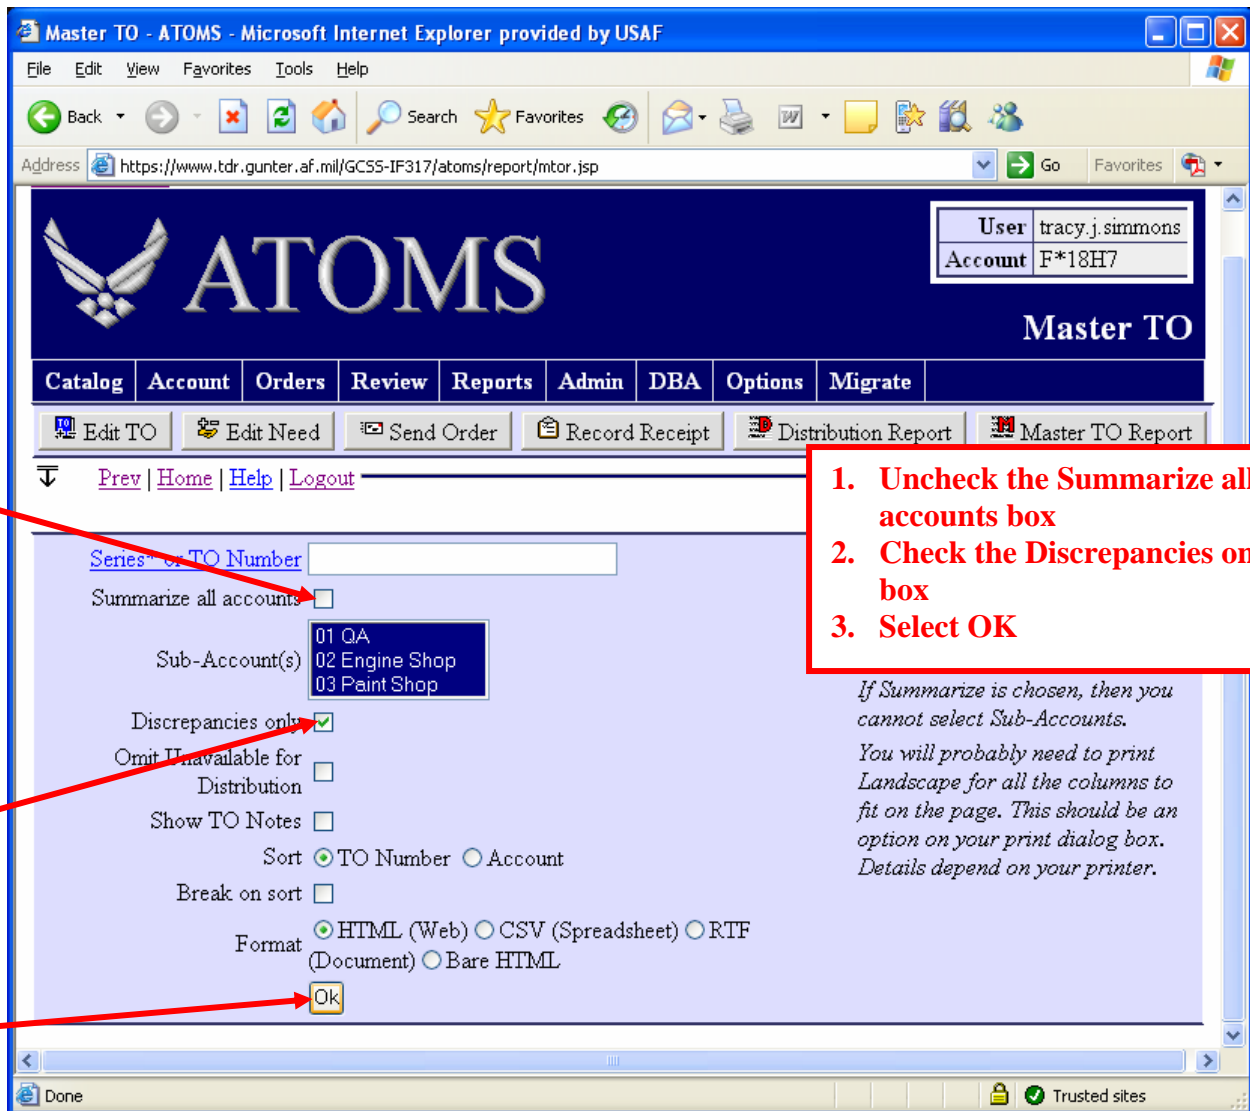 Master TO - ATOMS - Microsoft Internet Explorer provided by USAF
File Edit View Favorites Tools Help
Back Search Favorites
Address https://www.tdr.gunter.af.mil/GCSS-IF317/atoms/report/mtor.jsp Go Favorites
ATOMS
User tracy.j.simmons
Account F*18H7
Master TO
Catalog Account Orders Review Reports Admin DBA Options Migrate
Edit TO Edit Need Send Order Record Receipt Distribution Report Master TO Report
Prev | Home | Help | Logout
1. Uncheck the Summarize all
accounts box
2. Check the Discrepancies on
box
3. Select OK
Series* or TO Number
Summarize all accounts
Sub-Account(s)
01 QA
02 Engine Shop
03 Paint Shop
Discrepancies only
Omit Unavailable for
Distribution
Show TO Notes
Sort TO Number Account
Break on sort
Format HTML (Web) CSV (Spreadsheet) RTF
(Document) Bare HTML
Ok
If Summarize is chosen, then you
cannot select Sub-Accounts.
You will probably need to print
Landscape for all the columns to
fit on the page. This should be an
option on your print dialog box.
Details depend on your printer.
Done Trusted sites